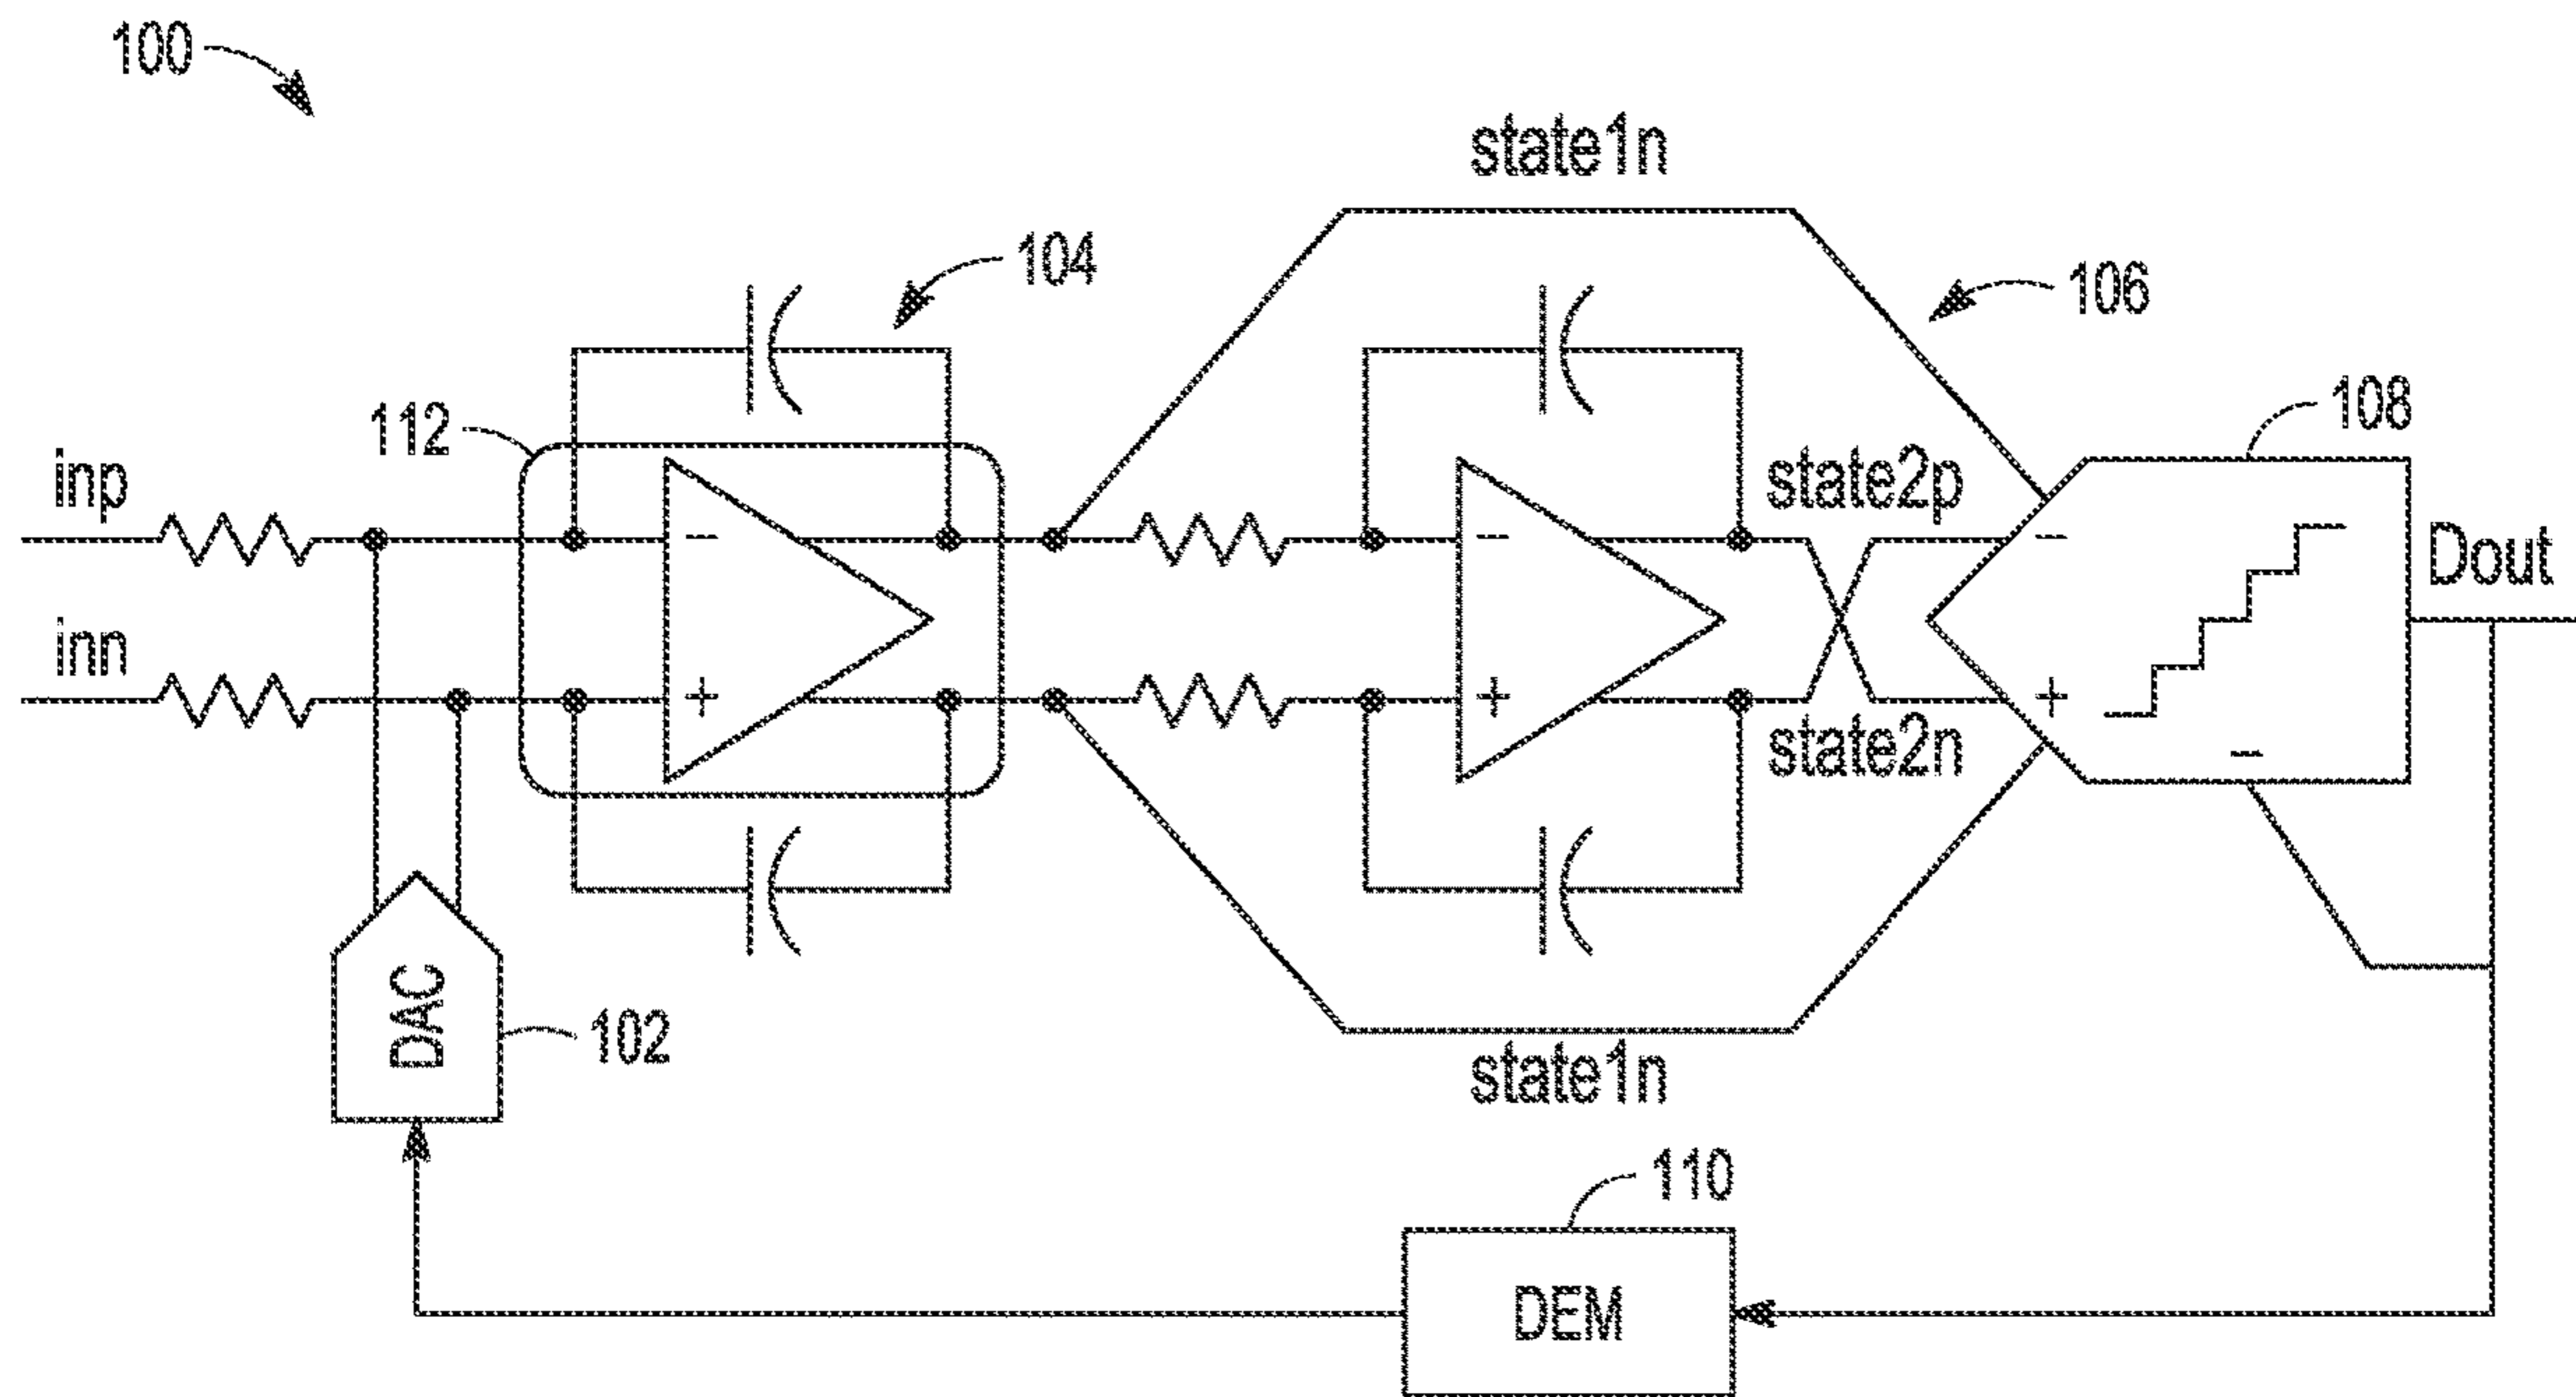 100
state1n
104
106
112
108
inp
state2p
− −
−
Dout
inn
+
+
state2n
+
−
DAC
102
state1n
110
DEM